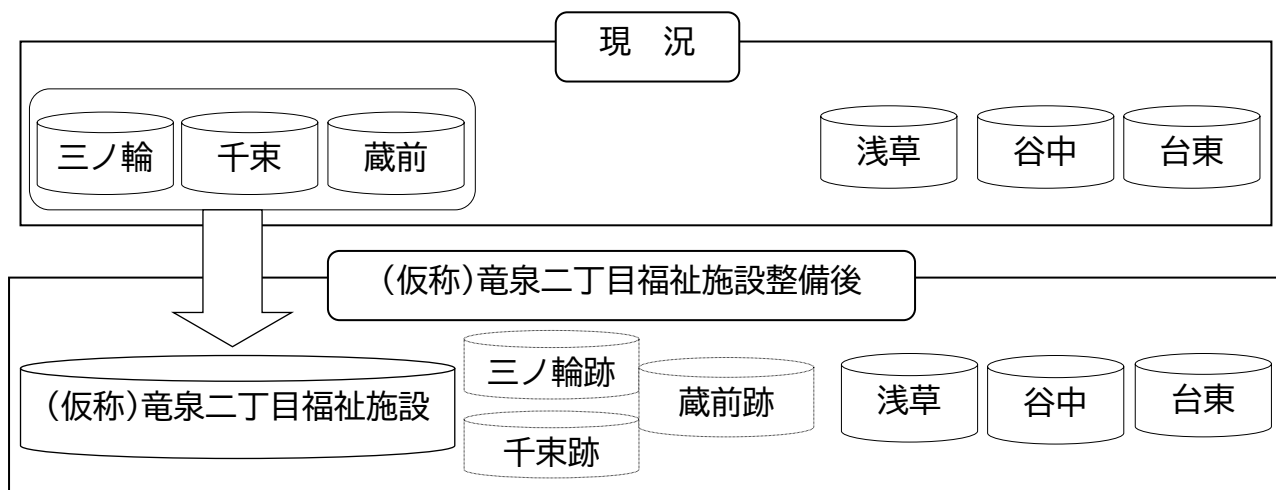 現　況
三ノ輪
千束
蔵前
浅草
谷中
台東
(仮称)竜泉二丁目福祉施設整備後
(仮称)竜泉二丁目福祉施設
三ノ輪跡
千束跡
蔵前跡
浅草
谷中
台東